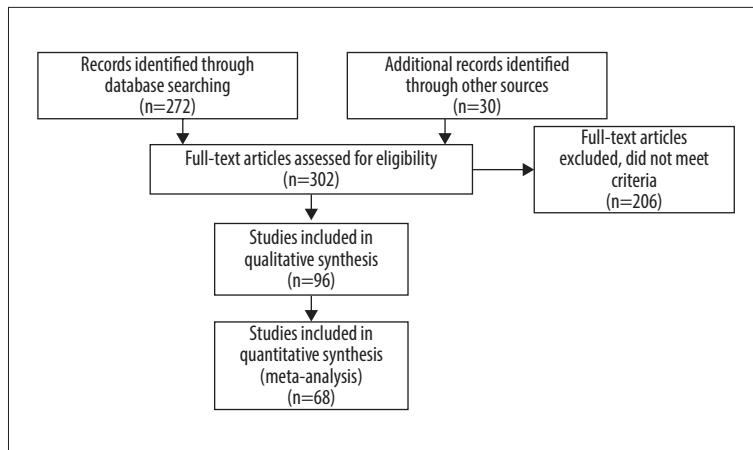 Records identified through
database searching
(n=272)
Additional records identified
through other sources
(n=30)
Full-text articles assessed for eligibility
(n=302)
Full-text articles
excluded, did not meet
criteria
(n=206)
Studies included in
qualitative synthesis
(n=96)
Studies included in
quantitative synthesis
(meta-analysis)
(n=68)